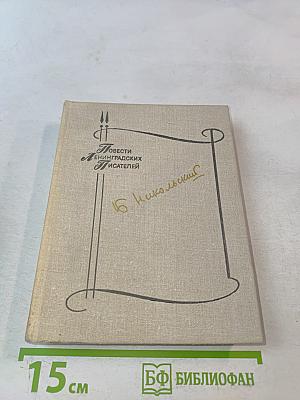 Повести
Ленинградских
Писателей
Б Никольский
15 см
БФ БИБЛИОФАН